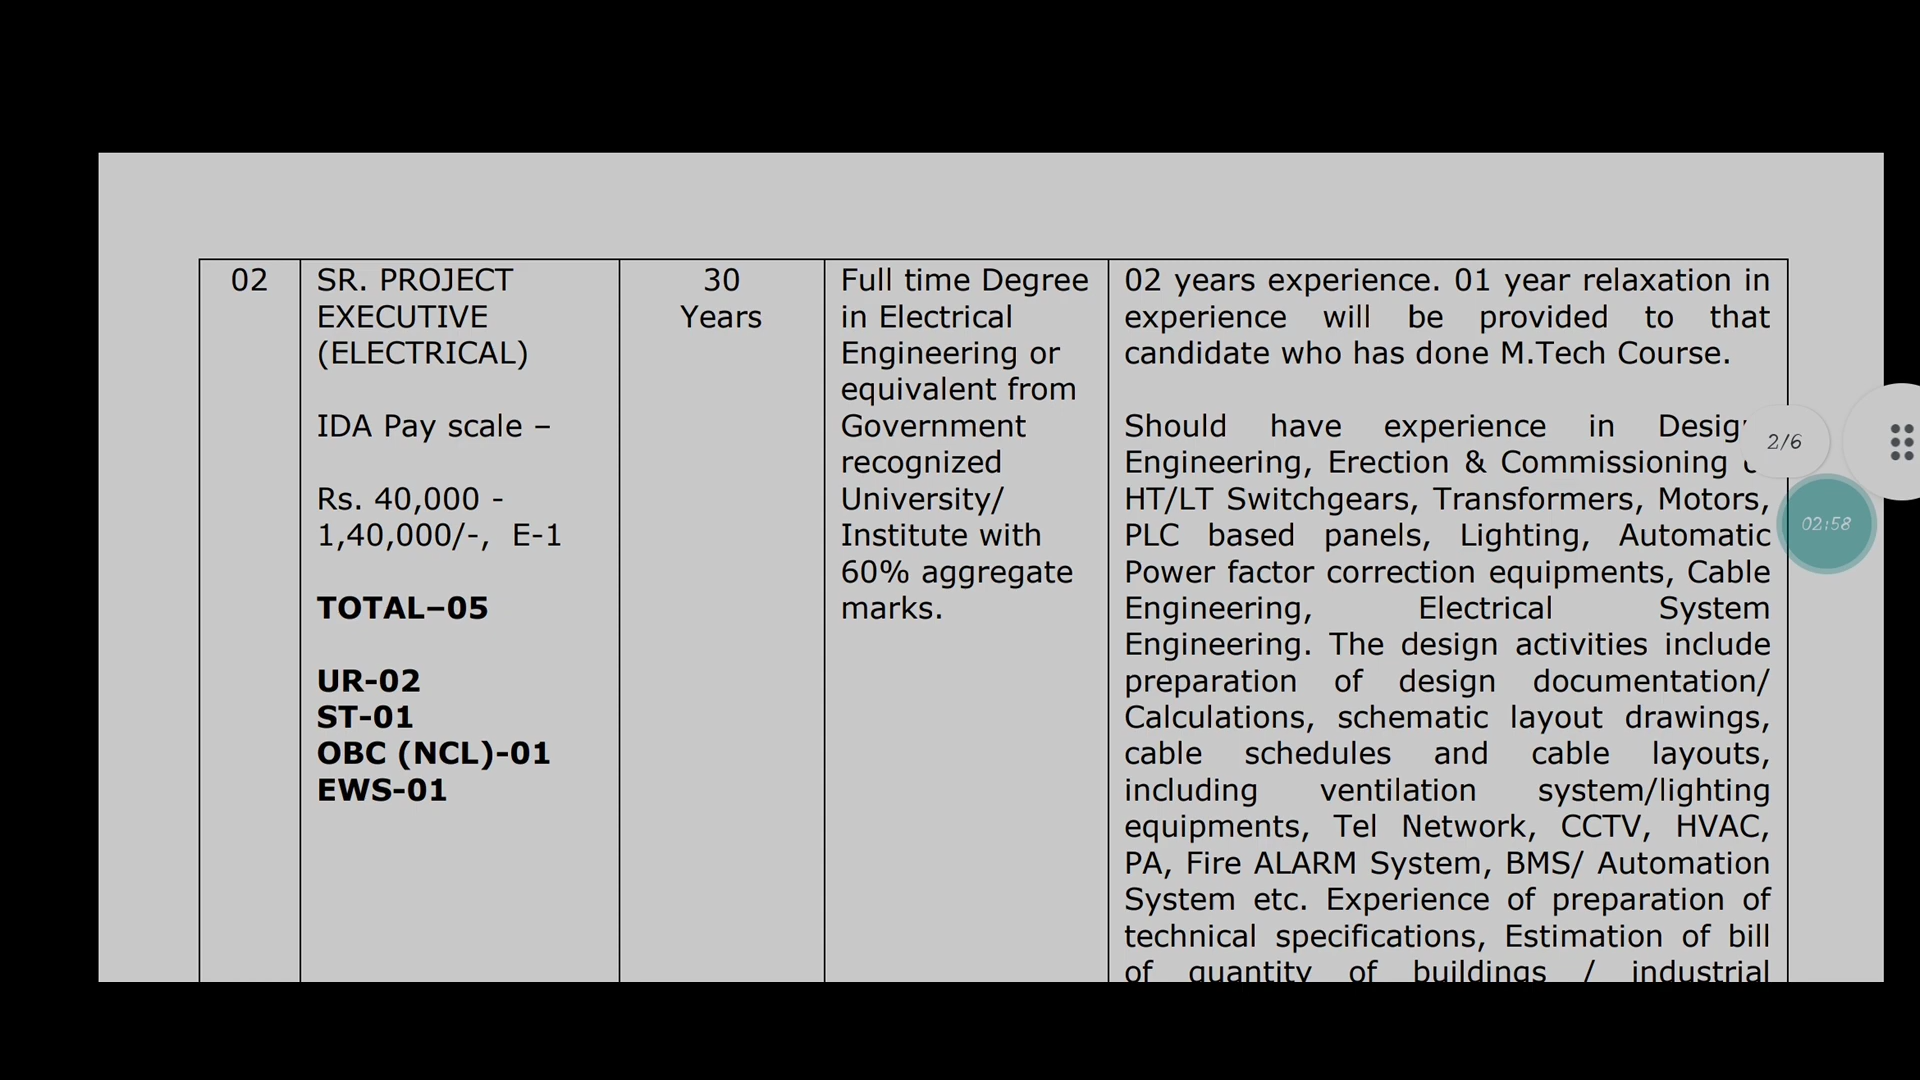 02
SR. PROJECT
EXECUTIVE
(ELECTRICAL)
IDA Pay scale –
Rs. 40,000 -
1,40,000/-, E-1
TOTAL–05
UR-02
ST-01
OBC (NCL)-01
EWS-01
30
Years
Full time Degree
in Electrical
Engineering or
equivalent from
Government
recognized
University/
Institute with
60% aggregate
marks.
02 years experience. 01 year relaxation in
experience will be provided to that
candidate who has done M.Tech Course.
Should have experience in
Engineering, Erection & Commissioning
HT/LT Switchgears, Transformers, Motors,
PLC based panels, Lighting, Automatic
Power factor correction equipments, Cable
Engineering, Electrical System
Engineering. The design activities include
preparation of design documentation/
Calculations, schematic layout drawings,
cable schedules and cable layouts,
including ventilation system/lighting
equipments, Tel Network, CCTV, HVAC,
PA, Fire ALARM System, BMS/ Automation
System etc. Experience of preparation of
technical specifications, Estimation of bill
of quantity of buildings / industrial
2/6
02:58